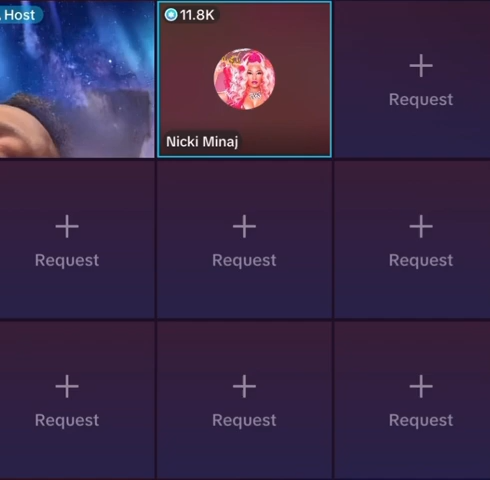 Host
11.8K
Nicki Minaj
+
Request
+
Request
+
Request
+
Request
+
Request
+
Request
+
Request